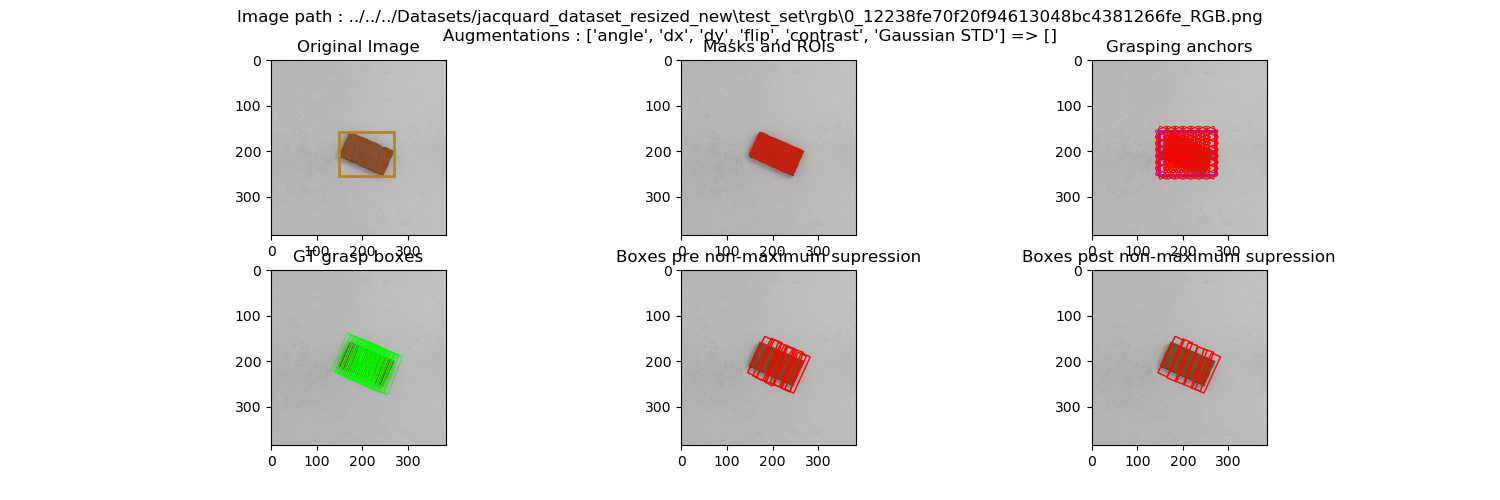 Image path : ../../../Datasets/jacquard_dataset_resized_new\test_set\rgb\0_12238fe70f20f94613048bc4381266fe_RGB.png
Augmentations : ['angle', 'dx', 'dy', 'flip', 'contrast', 'Gaussian STD'] => []
Original Image
Masks and ROIs
Grasping anchors
0
100
200
300
0 100 200 300
0
100
200
300
0 100 200 300
0
100
200
300
0 100 200 300
GT grasp boxes
Boxes pre non-maximum supression
Boxes post non-maximum supression
0
100
200
300
0 100 200 300
0
100
200
300
0 100 200 300
0
100
200
300
0 100 200 300